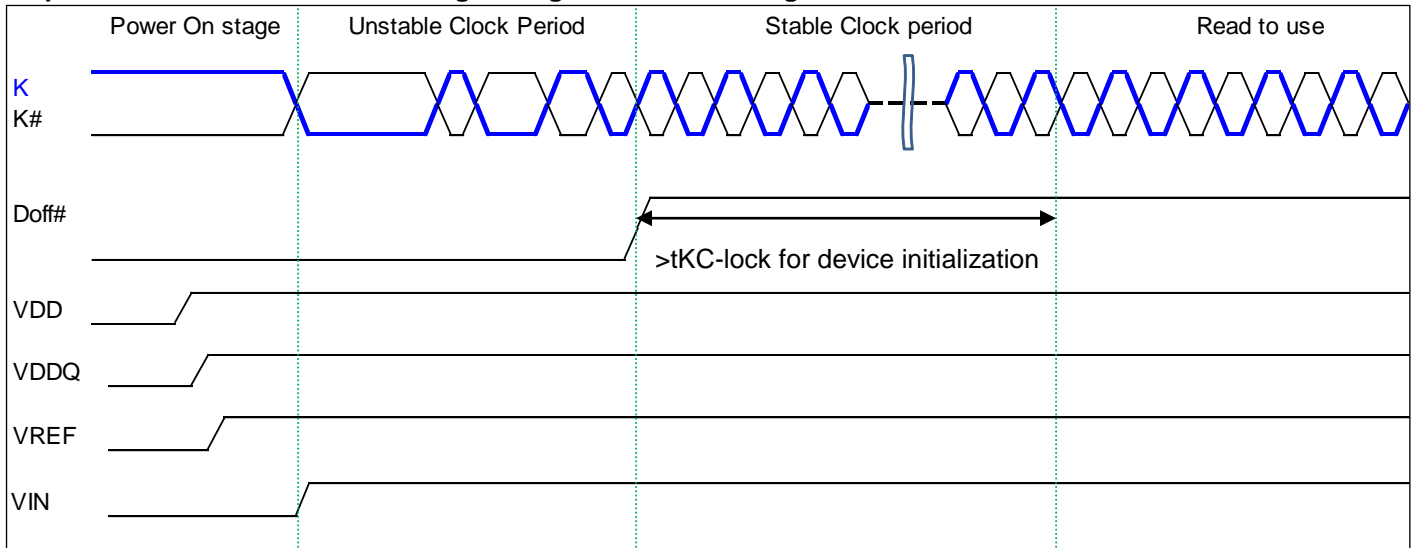 Power On stage
Unstable Clock Period
Stable Clock period
Read to use
K
K#
Doff#
>tKC-lock for device initialization
VDD
VDDQ
VREF
VIN